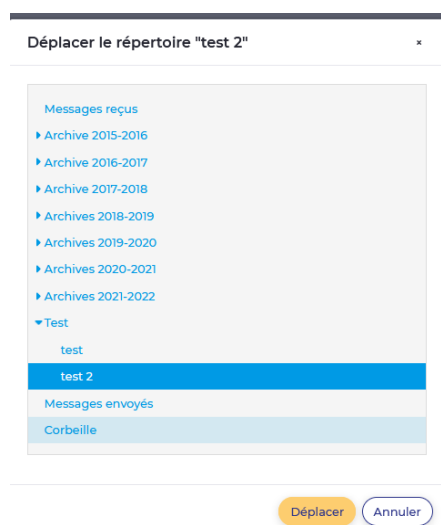 Déplacer le répertoire "test 2"
×
Messages reçus
Archive 2015-2016
Archive 2016-2017
Archive 2017-2018
Archives 2018-2019
Archives 2019-2020
Archives 2020-2021
Archives 2021-2022
Test
test
test 2
Messages envoyés
Corbeille
Déplacer Annuler